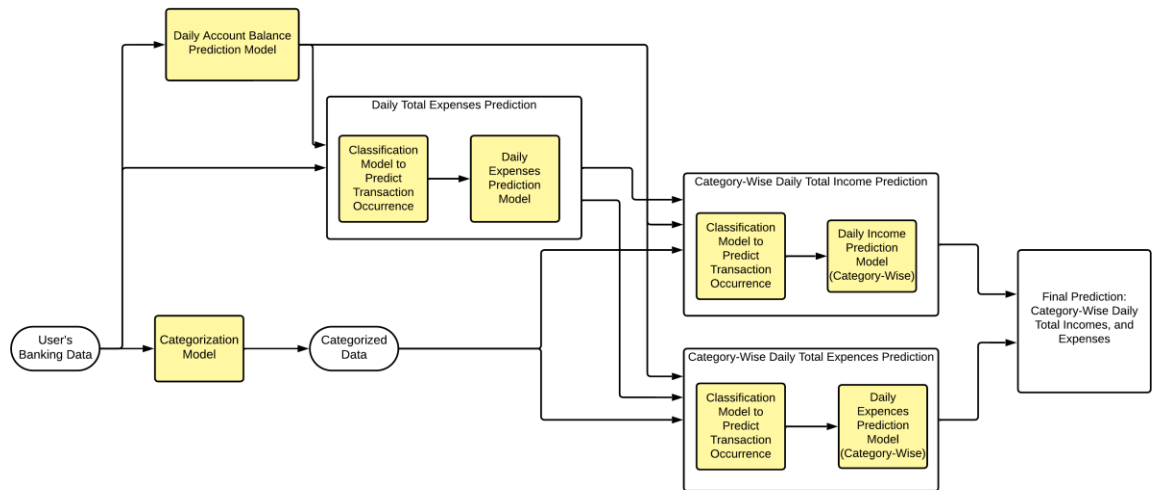 Daily Account Balance
Prediction Model
Daily Total Expenses Prediction
Classification
Model to
Predict
Transaction
Occurrence
Daily
Expenses
Prediction
Model
Category-Wise Daily Total Income Prediction
Classification
Model to
Predict
Transaction
Occurrence
Daily Income
Prediction
Model
(Category-Wise)
Final Prediction:
Category-Wise Daily
Total Incomes, and
Expenses
User's
Banking Data
Categorization
Model
Categorized
Data
Category-Wise Daily Total Expences Prediction
Classification
Model to
Predict
Transaction
Occurrence
Daily
Expences
Prediction
Model
(Category-Wise)